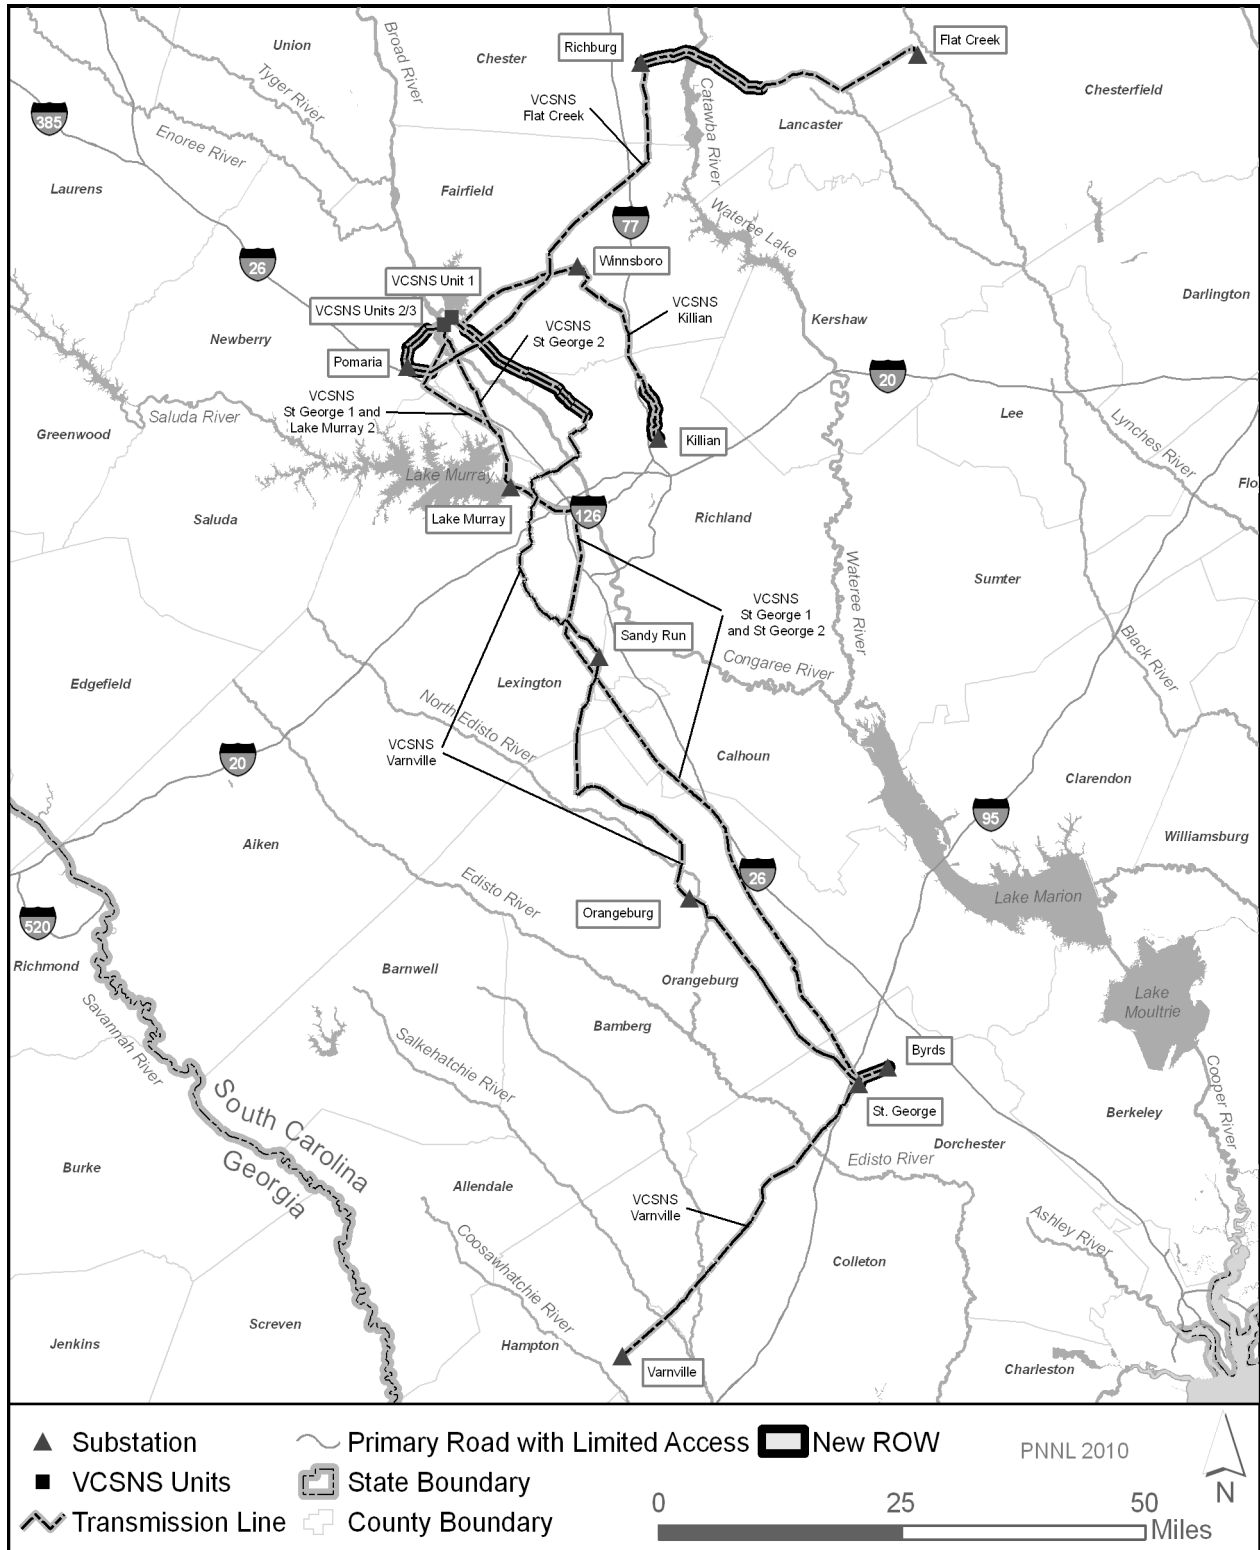 Union
Chester
Richburg
Flat Creek
Broad River
Tyger River
VCSNS
Flat Creek
Catawba River
Chesterfield
385
Enoree River
Lancaster
Laurens
Fairfield
77
Wateree Lake
26
Winnsboro
VCSNS Unit 1
VCSNS Units 2/3
VCSNS
Killian
Darlington
Kershaw
Newberry
VCSNS
St George 2
Pomaria
20
VCSNS
St George 1 and
Lake Murray 2
Saluda River
Lee
Greenwood
Killian
Lynches River
Lake Murray
Flo
Saluda
Lake Murray
126
Richland
Wateree River
Sumter
VCSNS
St George 1
and St George 2
Sandy Run
Black River
Congaree River
Edgefield
Lexington
North Edisto River
VCSNS
Varnville
20
Calhoun
Clarendon
95
Williamsburg
Aiken
26
Edisto River
Lake Marion
Orangeburg
520
Richmond
Barnwell
Orangeburg
Lake
Moultrie
Savannah River
Bamberg
Salkehatchie River
Byrds
South Carolina
Georgia
St. George
Cooper River
Berkeley
Dorchester
Edisto River
Burke
Allendale
VCSNS
Varnville
Ashley River
Coosawhatchie River
Colleton
Screven
Jenkins
Hampton
Varnville
Charleston
Substation
Primary Road with Limited Access
New ROW
PNNL 2010
VCSNS Units
State Boundary
N
Transmission Line
County Boundary
0 25 50
Miles